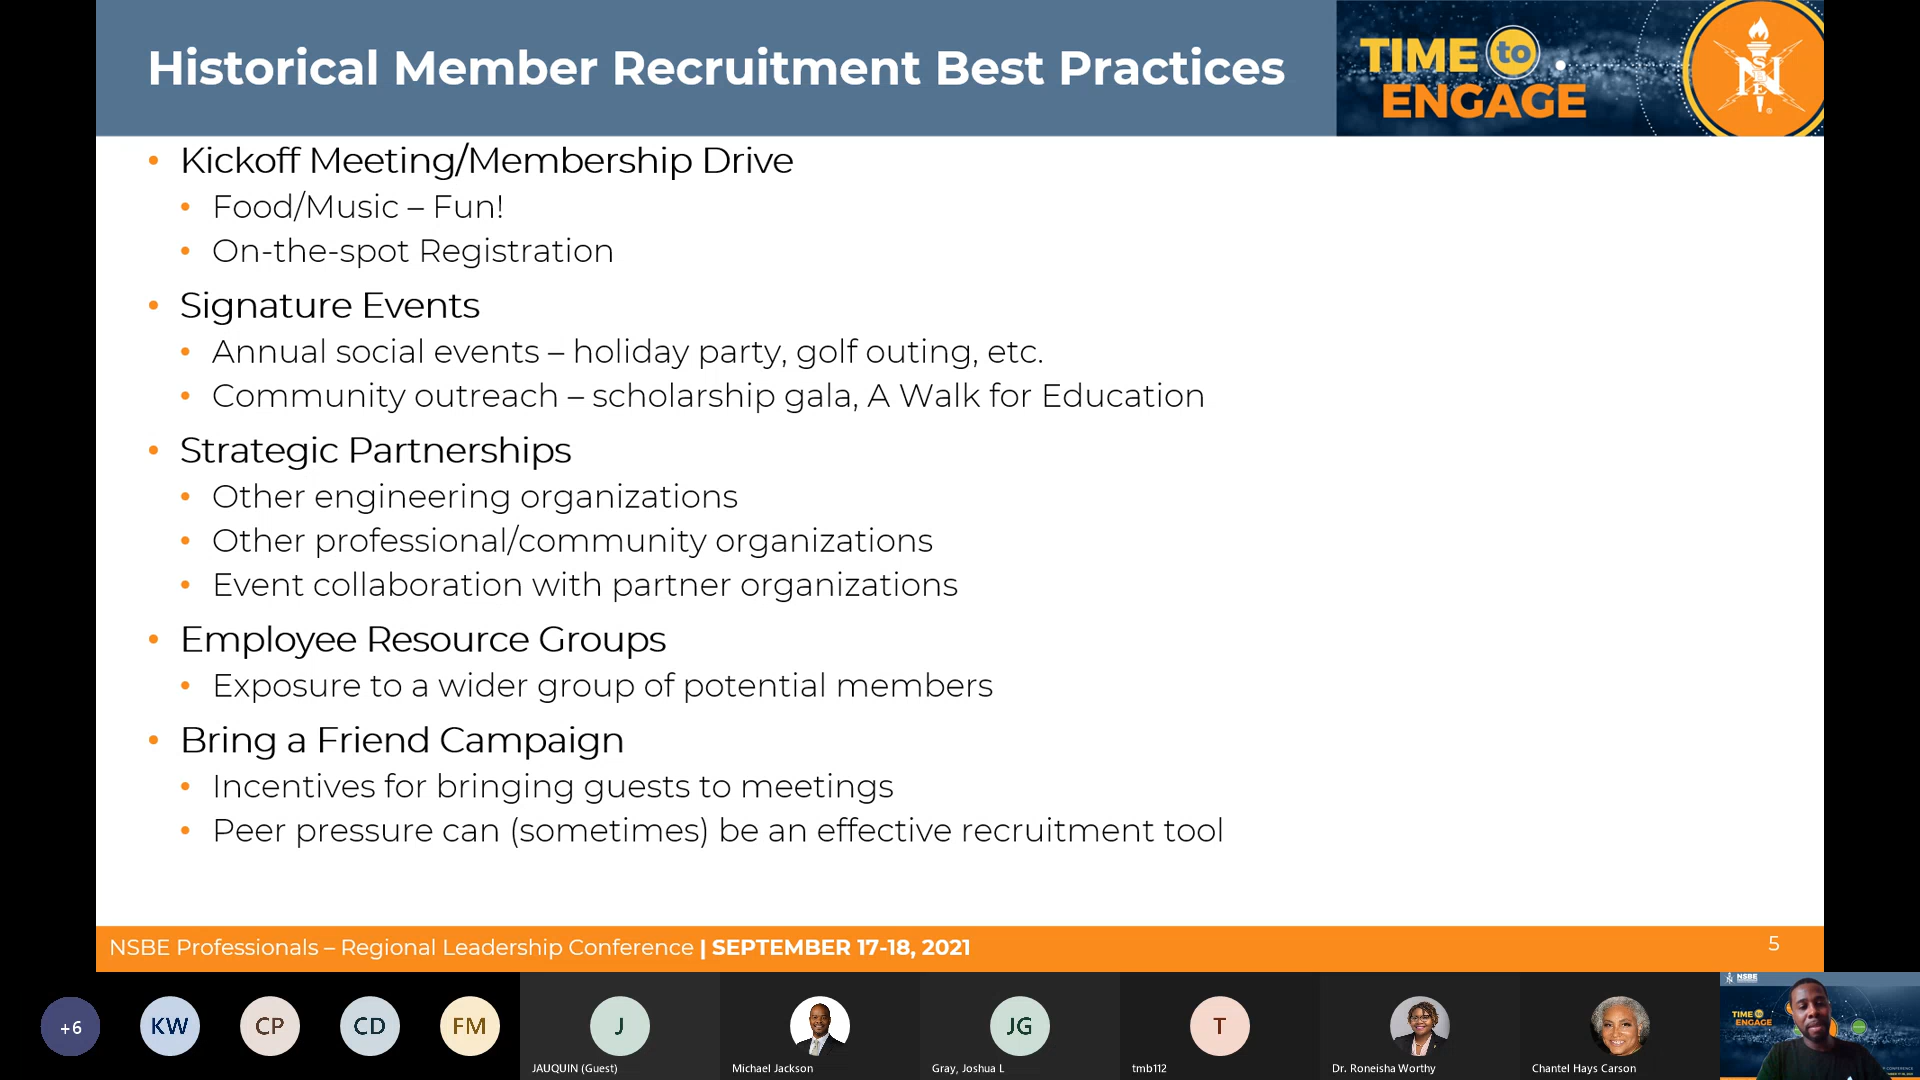 Historical Member Recruitment Best Practices
TIME to
ENGAGE
NSBE
• Kickoff Meeting/Membership Drive
• Food/Music – Fun!
• On-the-spot Registration
• Signature Events
• Annual social events – holiday party, golf outing, etc.
• Community outreach – scholarship gala, A Walk for Education
• Strategic Partnerships
• Other engineering organizations
• Other professional/community organizations
• Event collaboration with partner organizations
• Employee Resource Groups
• Exposure to a wider group of potential members
• Bring a Friend Campaign
• Incentives for bringing guests to meetings
• Peer pressure can (sometimes) be an effective recruitment tool
NSBE Professionals – Regional Leadership Conference | SEPTEMBER 17-18, 2021
5
+6
KW
CP
CD
FM
J
JAUQUIN (Guest)
Michael Jackson
JG
Gray, Joshua L
T
tmb112
Dr. Roneisha Worthy
Chantel Hays Carson
NSBE
TIME to
ENGAGE